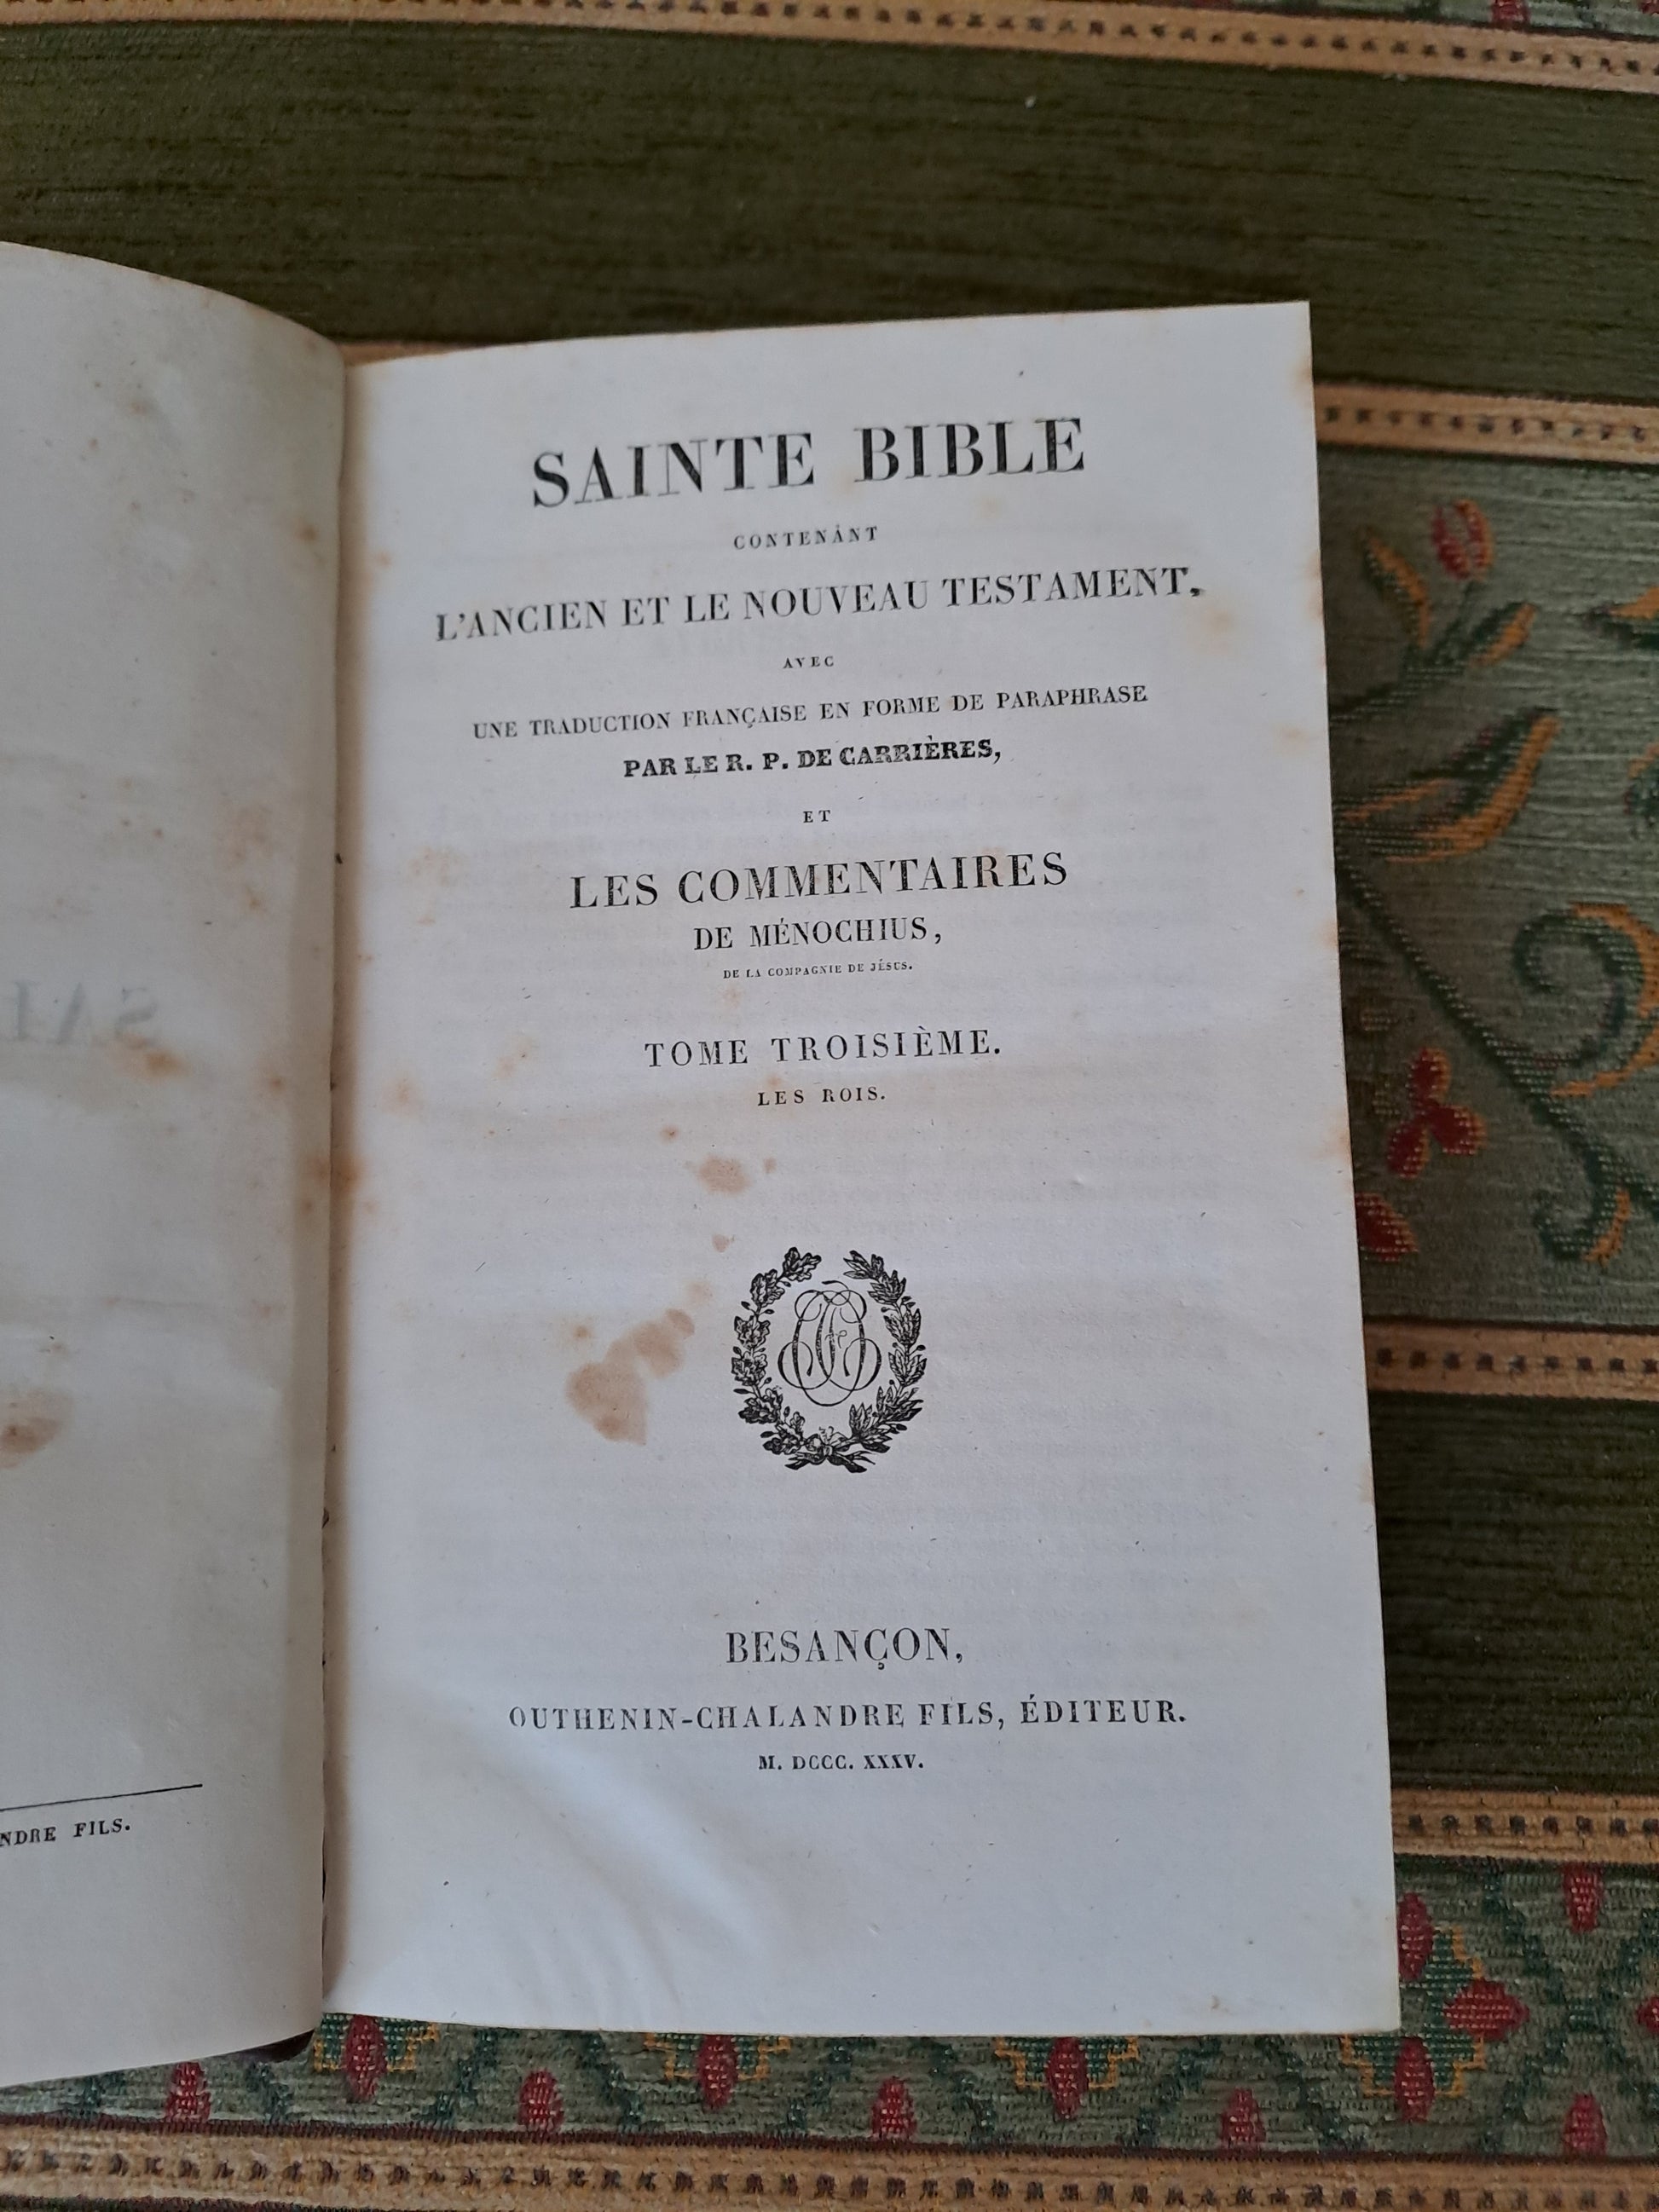 NDRE FILS.
SAINTE BIBLE
CONTENANT
L'ANCIEN ET LE NOUVEAU TESTAMENT,
AVEC
UNE TRADUCTION FRANÇAISE EN FORME DE PARAPHRASE
PAR LE R. P. DE CARRIÈRES,
ET
LES COMMENTAIRES
DE MÉNOCHIUS,
DE LA COMPAGNIE DE JÉSUS.
TOME TROISIÈME.
LES ROIS.
BESANÇON,
OUTHENIN-CHALANDRE FILS, ÉDITEUR.
M. DCCC. XXXV.